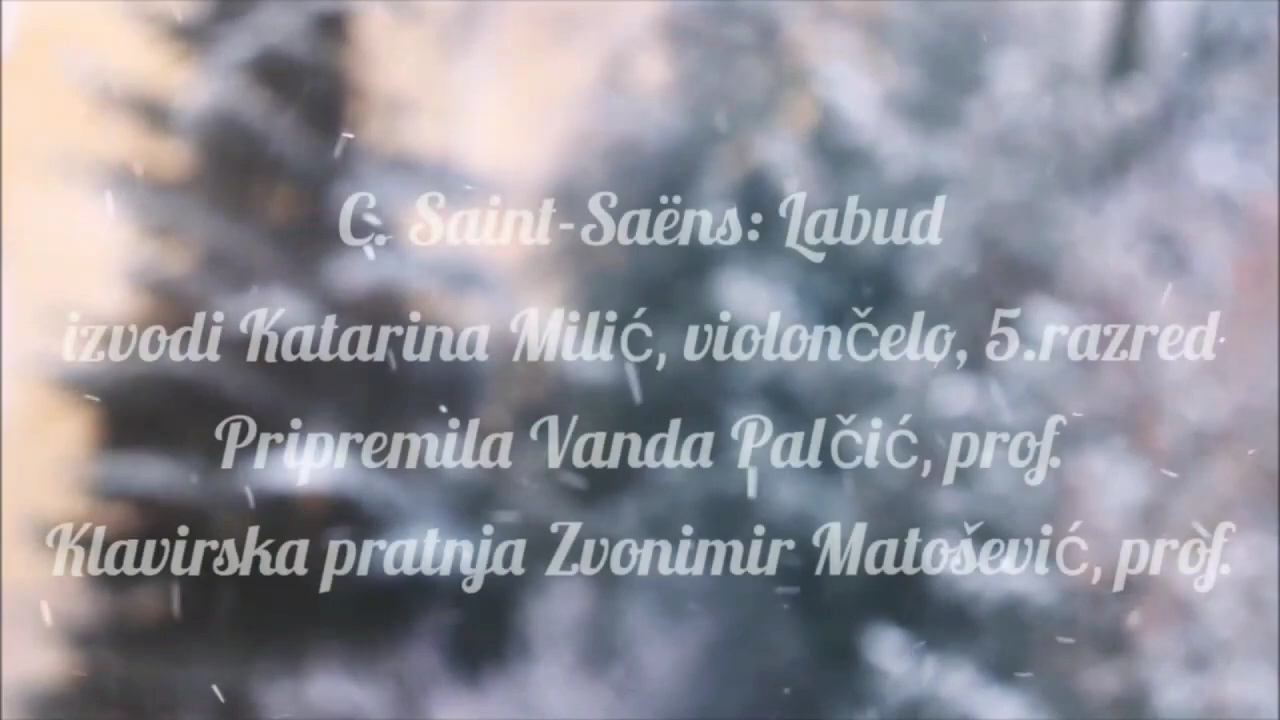 C. Saint-Saëns: Labud
izvodi Katarina Milić, violončelo, 5.razred
Pripremila Vanda Palčić, prof.
Klavirska pratnja Zvonimir Matošević, prof.